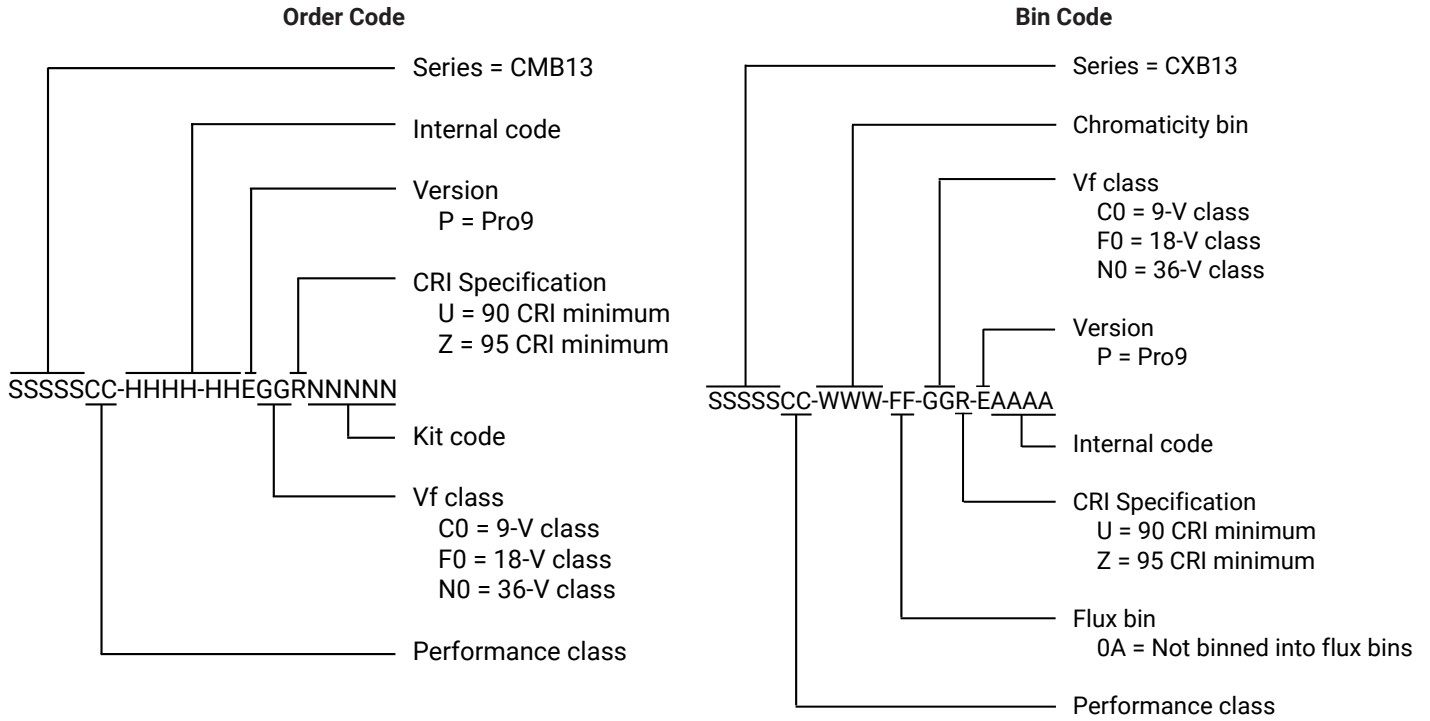 Order Code
Series = CMB13
Internal code
Version
P = Pro9
CRI Specification
U = 90 CRI minimum
Z = 95 CRI minimum
SSSSSCC-HHHH-HHEGGRNNNNN
Kit code
Vf class
C0 = 9-V class
F0 = 18-V class
N0 = 36-V class
Performance class
Bin Code
Series = CXB13
Chromaticity bin
Vf class
C0 = 9-V class
F0 = 18-V class
N0 = 36-V class
Version
P = Pro9
SSSSSCC-WWW-FF-GGR-EAAAA
Internal code
CRI Specification
U = 90 CRI minimum
Z = 95 CRI minimum
Flux bin
0A = Not binned into flux bins
Performance class